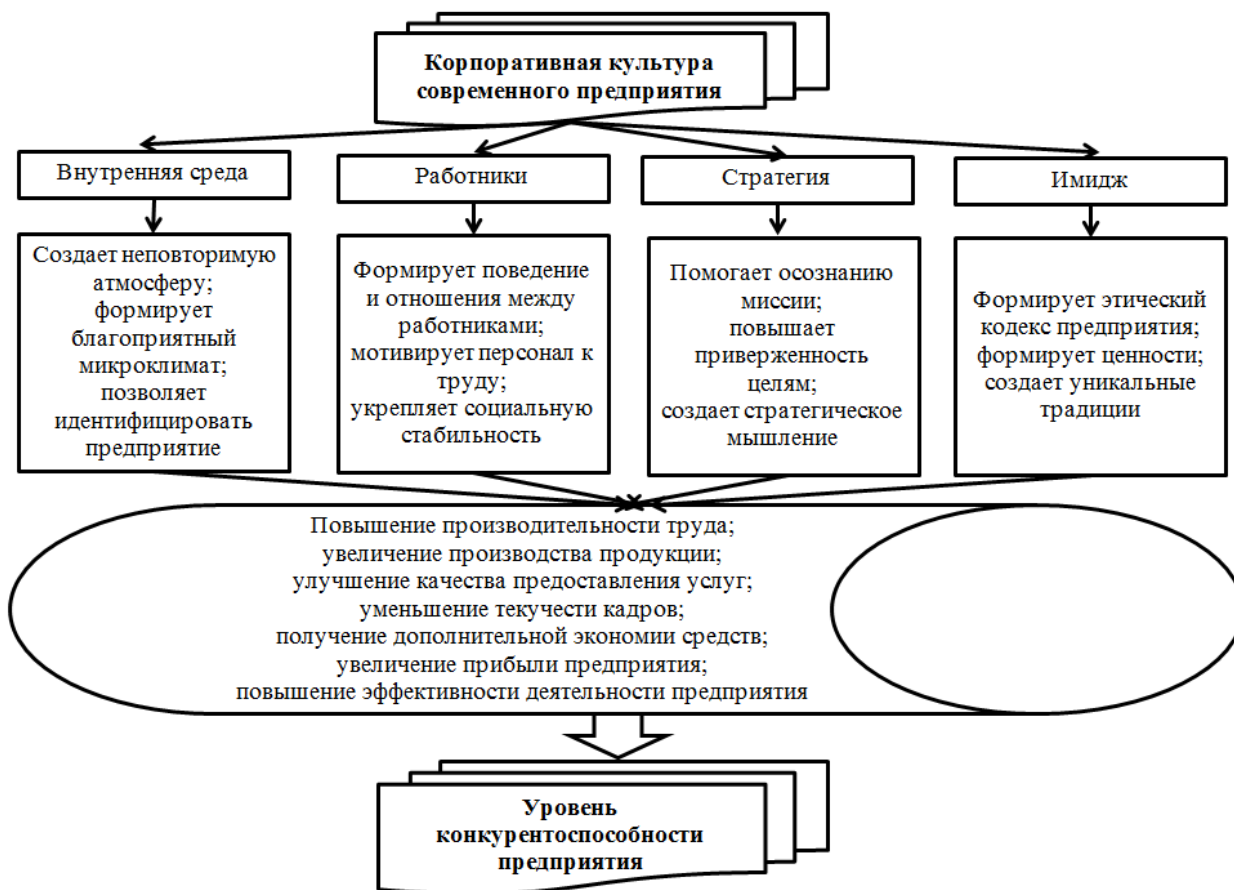 Корпоративная культура
современного предприятия
Внутренняя среда
Работники
Стратегия
Имидж
Создает неповторимую
атмосферу;
формирует
благоприятный
микроклимат;
позволяет
идентифицировать
предприятие
Формирует поведение
и отношения между
работниками;
мотивирует персонал к
труду;
укрепляет социальную
стабильность
Помогает осознанию
миссии;
повышает
приверженность
целям;
создает стратегическое
мышление
Формирует этический
кодекс предприятия;
формирует ценности;
создает уникальные
традиции
Повышение производительности труда;
увеличение производства продукции;
улучшение качества предоставления услуг;
уменьшение текучести кадров;
получение дополнительной экономии средств;
увеличение прибыли предприятия;
повышение эффективности деятельности предприятия
Уровень
конкурентоспособности
предприятия